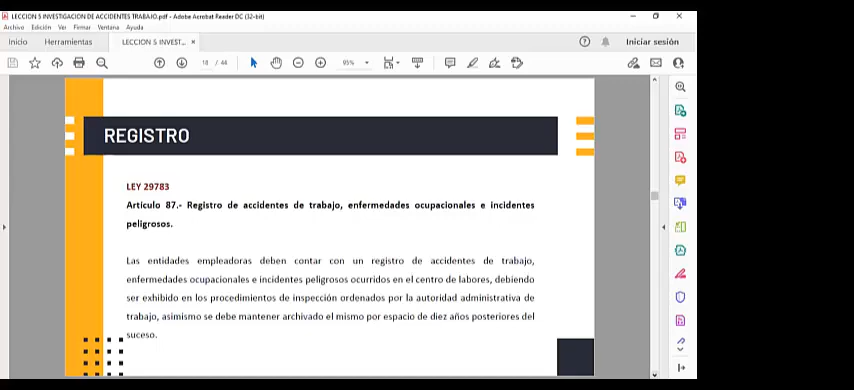 LECCION 5 INVESTIGACION DE ACCIDENTES TRABAJO.pdf - Adobe Acrobat Reader DC (32-bit)
Archivo Edición Ver Firmar Ventana Ayuda
Inicio Herramientas LECCION 5 INVEST... × Iniciar sesión
18 / 44 95%
REGISTRO
LEY 29783
Artículo 87.- Registro de accidentes de trabajo, enfermedades ocupacionales e incidentes
peligrosos.
Las entidades empleadoras deben contar con un registro de accidentes de trabajo,
enfermedades ocupacionales e incidentes peligrosos ocurridos en el centro de labores, debiendo
ser exhibido en los procedimientos de inspección ordenados por la autoridad administrativa de
trabajo, asimismo se debe mantener archivado el mismo por espacio de diez años posteriores del
suceso.